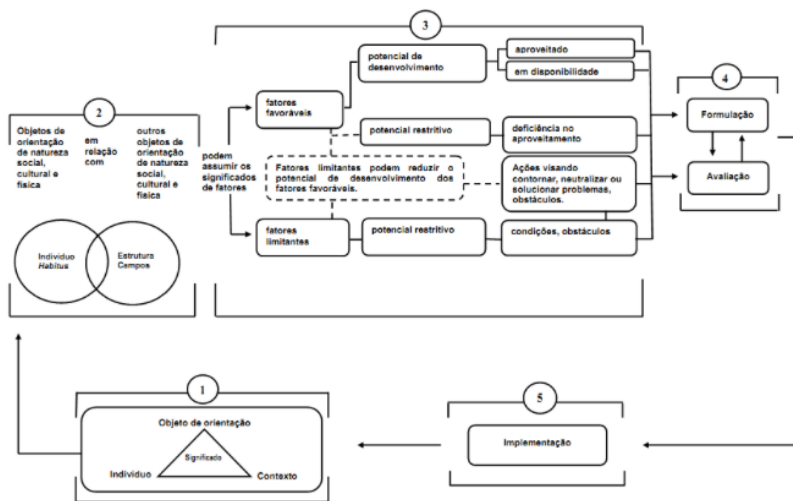 3
2
4
1
5
Objetos de
orientação
de natureza
social,
cultural e
física
em
relação
com
outros
objetos de
orientação
de natureza
social,
cultural e
física
Indivíduo
Habitus
Estrutura
Campos
podem
assumir os
significados
de fatores
fatores
favoráveis
potencial de
desenvolvimento
aproveitado
em disponibilidade
potencial restritivo
deficiência no
aproveitamento
Fatores limitantes podem reduzir o
potencial de desenvolvimento dos
fatores favoráveis.
Ações visando
contornar, neutralizar ou
solucionar problemas,
obstáculos.
fatores
limitantes
potencial restritivo
condições, obstáculos
Formulação
Avaliação
Objeto de orientação
Significado
Indivíduo
Contexto
Implementação